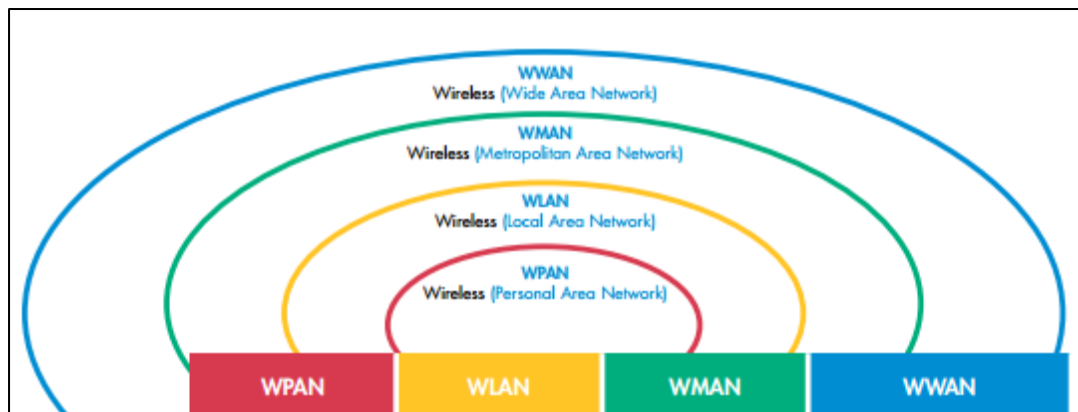 WWAN
Wireless (Wide Area Network)
WMAN
Wireless (Metropolitan Area Network)
WLAN
Wireless (Local Area Network)
WPAN
Wireless (Personal Area Network)
WPAN WLAN WMAN WWAN